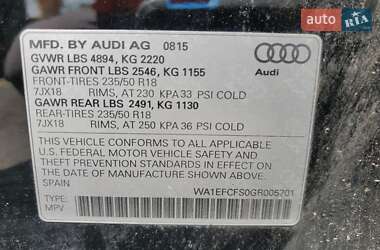 AUTO.RIA
MFD. BY AUDI AG 0815
GVWR LBS 4894, KG 2220
GAWR FRONT LBS 2546, KG 1155
FRONT-TIRES 235/50 R18
7JX18 RIMS, AT 230 KPA 33 PSI COLD
GAWR REAR LBS 2491, KG 1130
REAR-TIRES 235/50 R18
7JX18 RIMS, AT 250 KPA 36 PSI COLD
Audi
THIS VEHICLE CONFORMS TO ALL APPLICABLE
U.S. FEDERAL MOTOR VEHICLE SAFETY AND
THEFT PREVENTION STANDARDS IN EFFECT ON
THE DATE OF MANUFACTURE SHOWN ABOVE.
SPAIN WA1EFCFS0GR005701
TYPE:
MPV